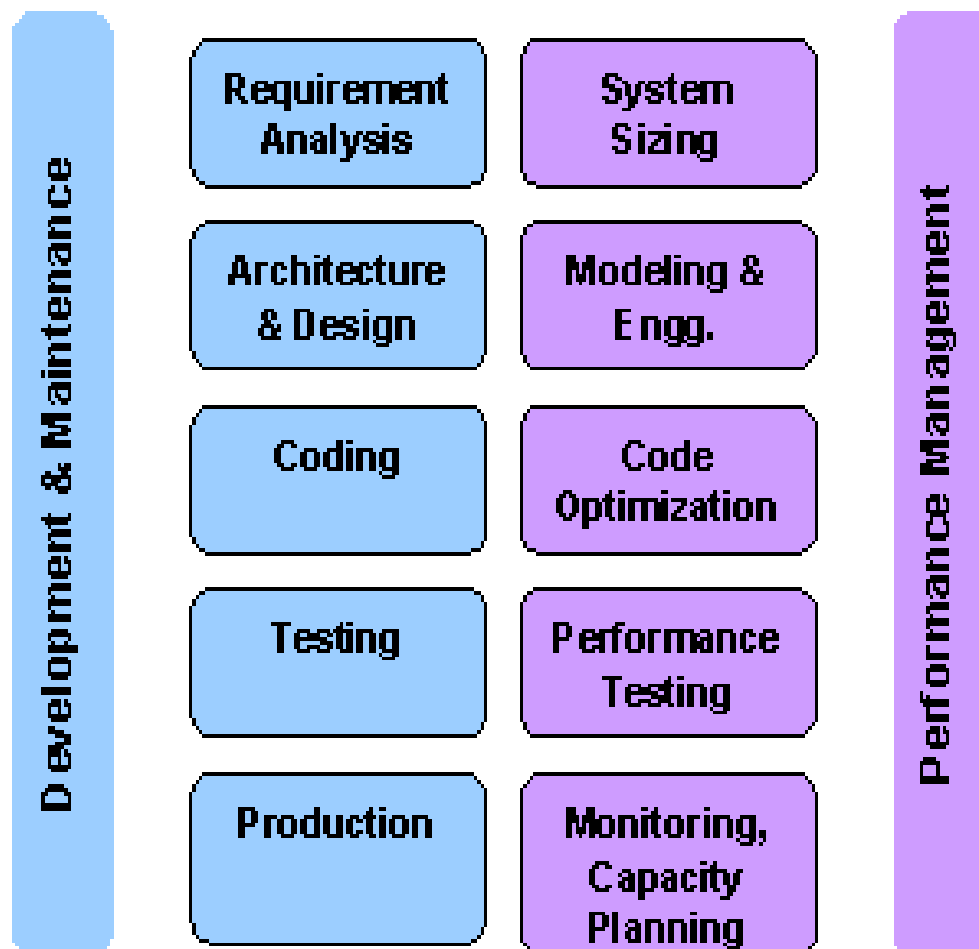 Development & Maintenance
Requirement
Analysis
System
Sizing
Architecture
& Design
Modeling &
Engg.
Coding
Code
Optimization
Testing
Performance
Testing
Production
Monitoring,
Capacity
Planning
Performance Management